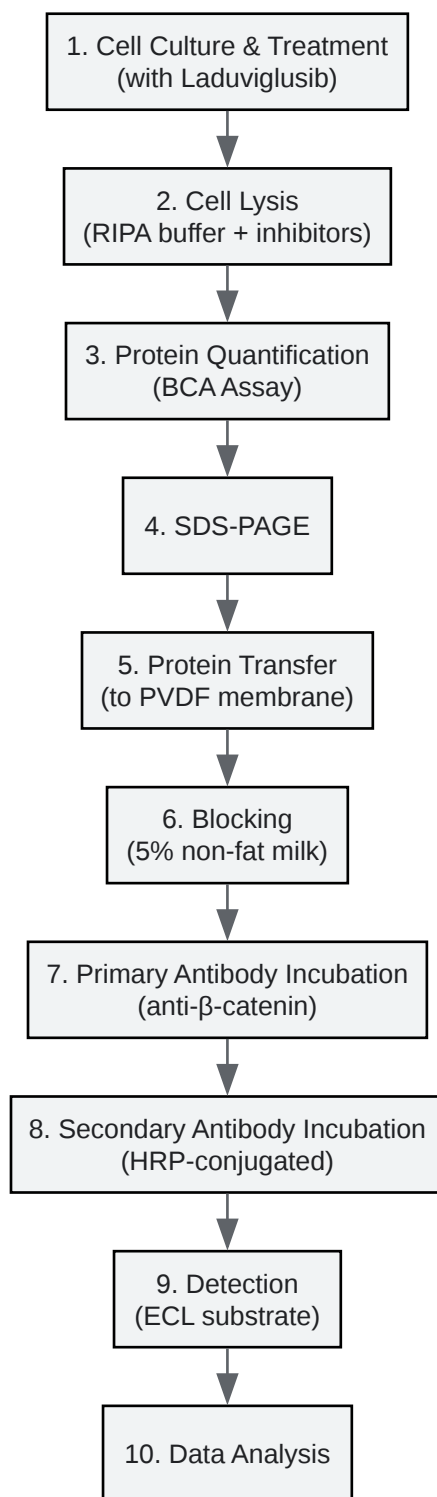 1. Cell Culture & Treatment
(with Laduviglusib)
2. Cell Lysis
(RIPA buffer + inhibitors)
3. Protein Quantification
(BCA Assay)
4. SDS-PAGE
5. Protein Transfer
(to PVDF membrane)
6. Blocking
(5% non-fat milk)
7. Primary Antibody Incubation
(anti-β-catenin)
8. Secondary Antibody Incubation
(HRP-conjugated)
9. Detection
(ECL substrate)
10. Data Analysis